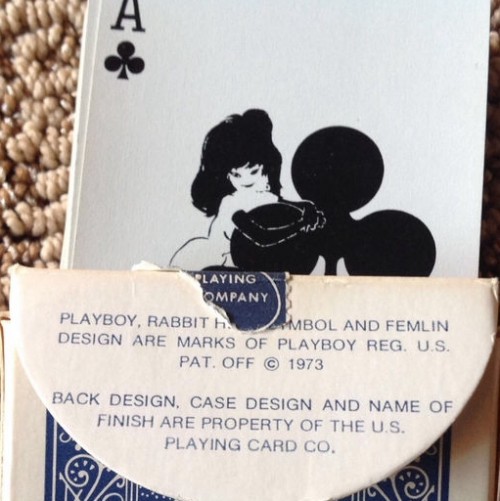 A
PLAYING
COMPANY
PLAYBOY, RABBIT AND FEMLIN
DESIGN ARE MARKS OF PLAYBOY REG. U.S.
PAT. OFF © 1973
BACK DESIGN, CASE DESIGN AND NAME OF
FINISH ARE PROPERTY OF THE U.S.
PLAYING CARD CO.